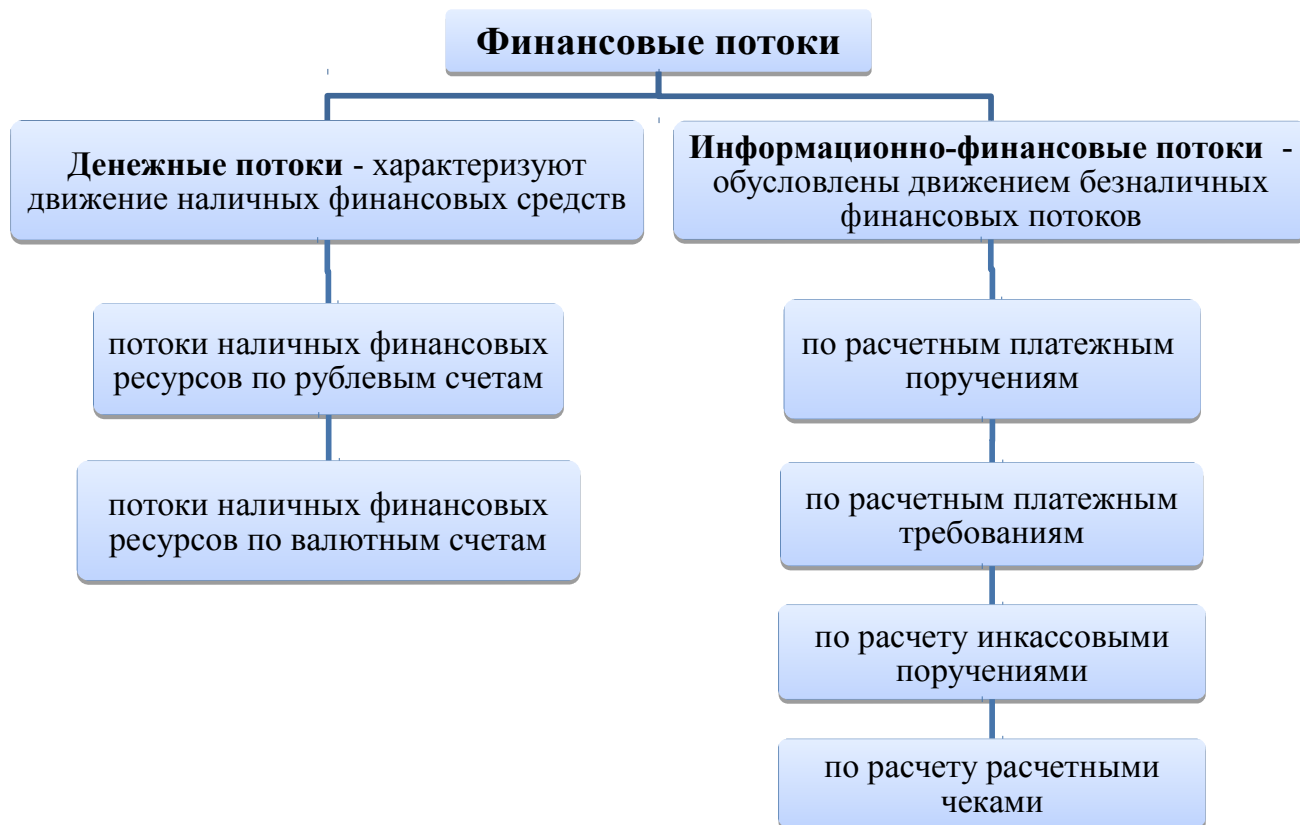 Финансовые потоки
Денежные потоки - характеризуют
движение наличных финансовых средств
потоки наличных финансовых
ресурсов по рублевым счетам
потоки наличных финансовых
ресурсов по валютным счетам
Информационно-финансовые потоки -
обусловлены движением безналичных
финансовых потоков
по расчетным платежным
поручениям
по расчетным платежным
требованиям
по расчету инкассовыми
поручениями
по расчету расчетными
чеками